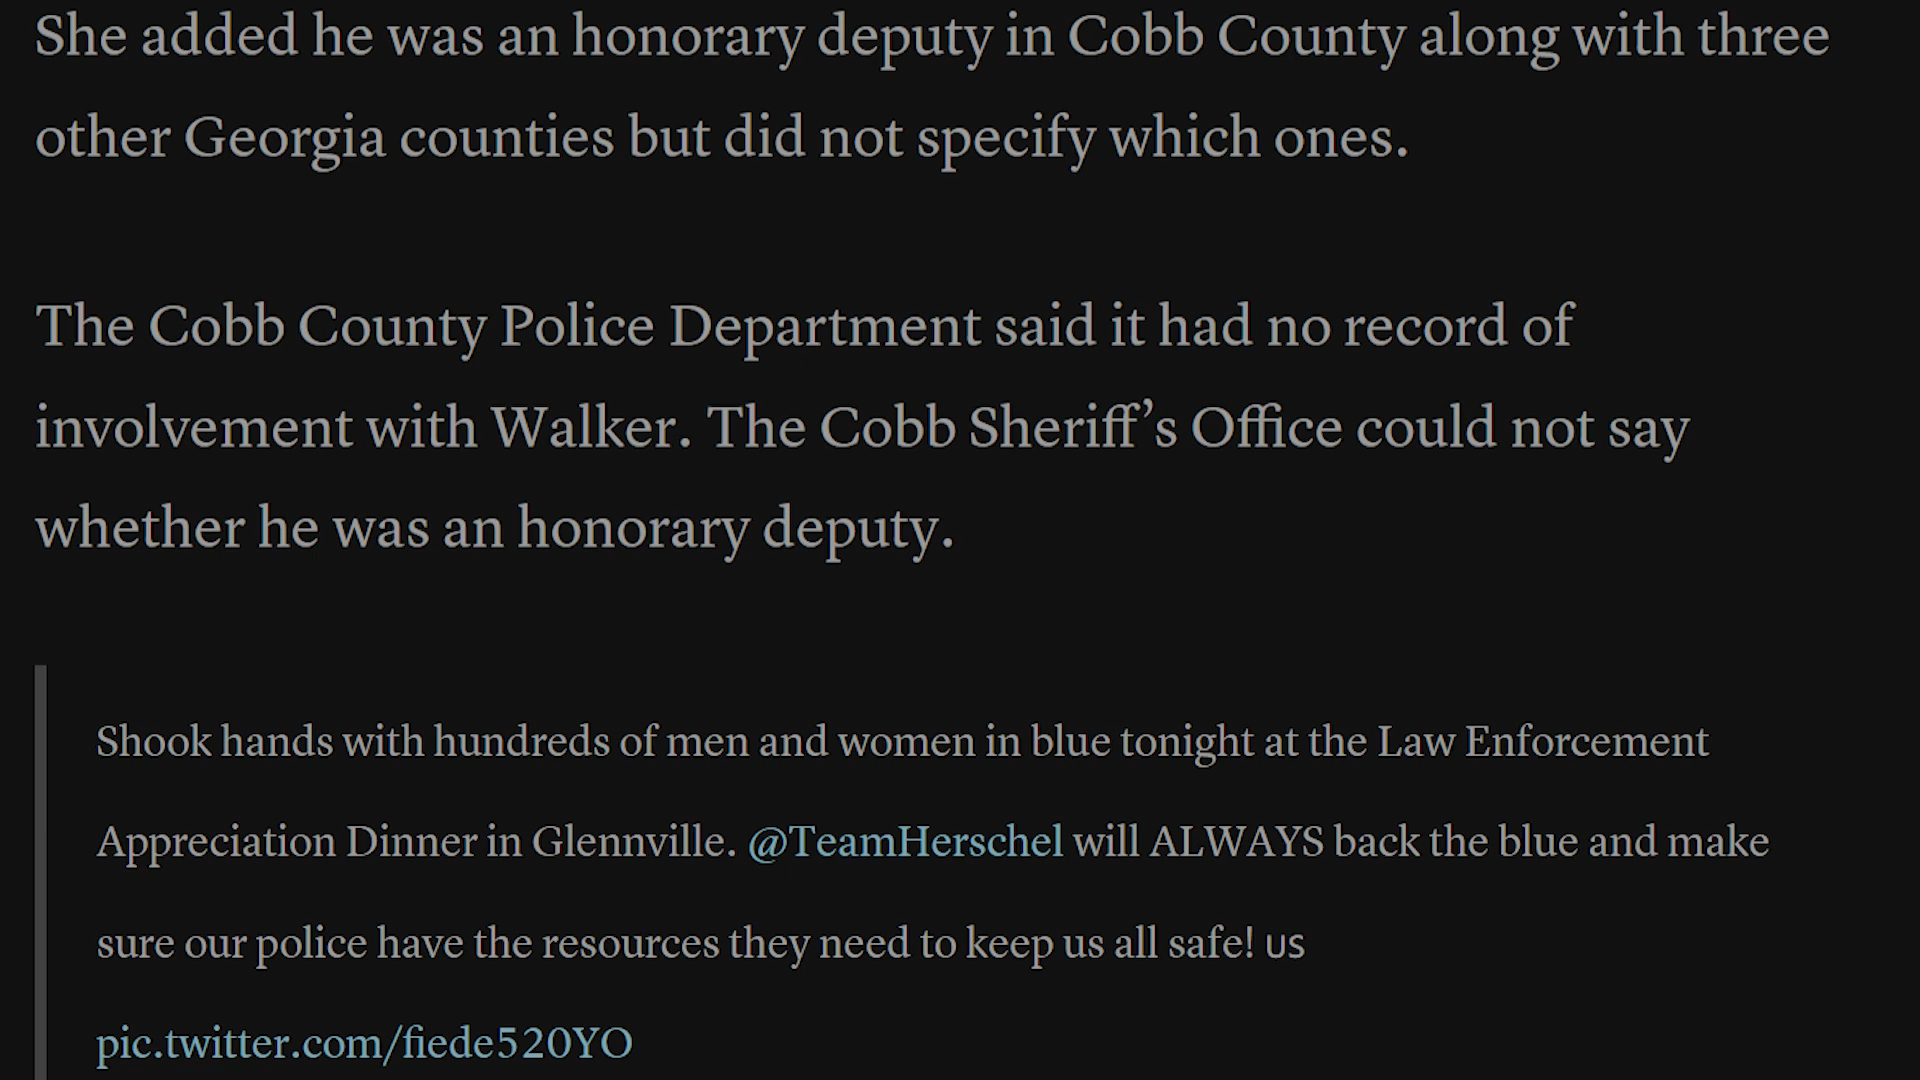 She added he was an honorary deputy in Cobb County along with three
other Georgia counties but did not specify which ones.
The Cobb County Police Department said it had no record of
involvement with Walker. The Cobb Sheriff’s Office could not say
whether he was an honorary deputy.
Shook hands with hundreds of men and women in blue tonight at the Law Enforcement
Appreciation Dinner in Glennville. @TeamHerschel will ALWAYS back the blue and make
sure our police have the resources they need to keep us all safe! US
pic.twitter.com/fiede520YO